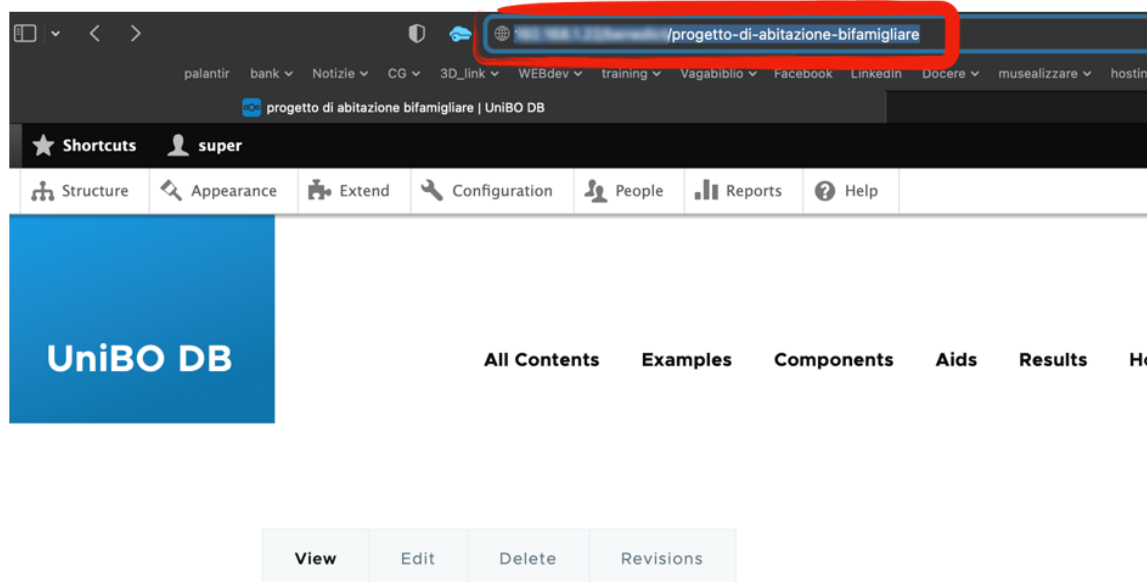 /progetto-di-abitazione-bifamigliare
palantir bank Notizie CG 3D_link WEBdev training Vagabiblio Facebook LinkedIn Docere musealizzare hostin
progetto di abitazione bifamigliare | UniBO DB
Shortcuts super
Structure Appearance Extend Configuration People Reports Help
UniBO DB
All Contents Examples Components Aids Results H
View Edit Delete Revisions